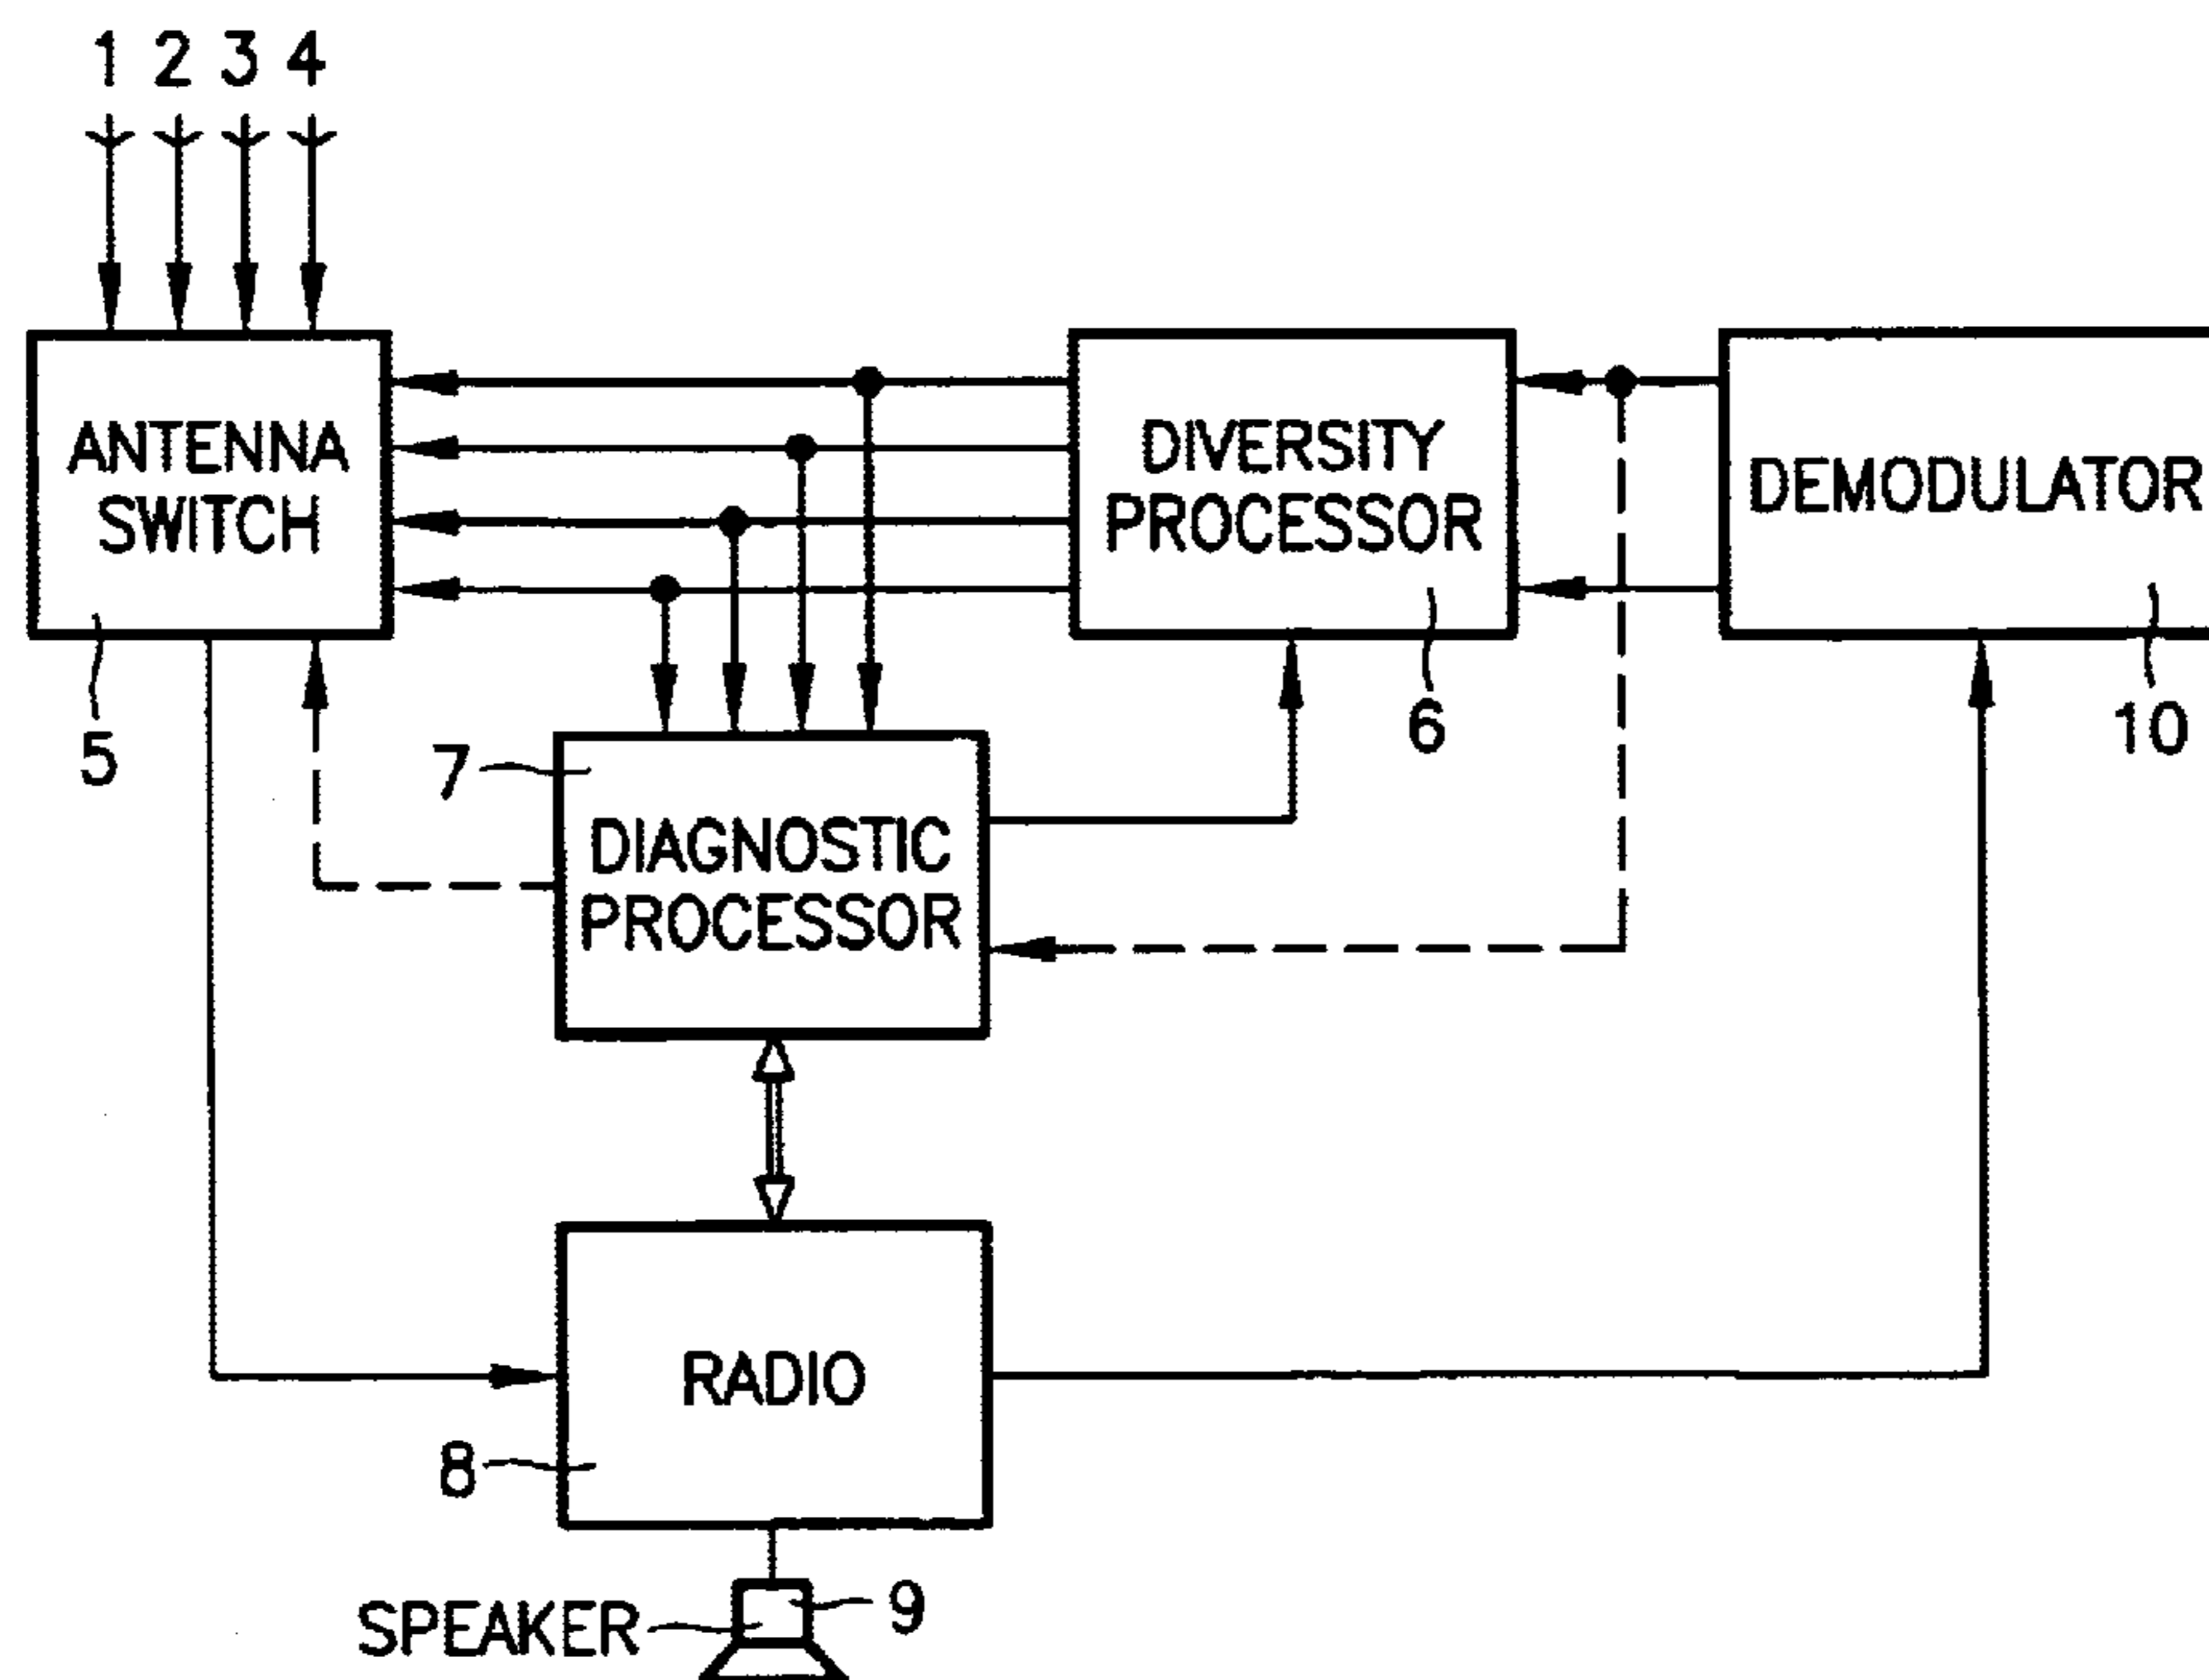 1 2 3 4
ANTENNA
SWITCH
DIVERSITY
PROCESSOR
DEMODULATOR
5
6
10
7
DIAGNOSTIC
PROCESSOR
RADIO
8
SPEAKER
9